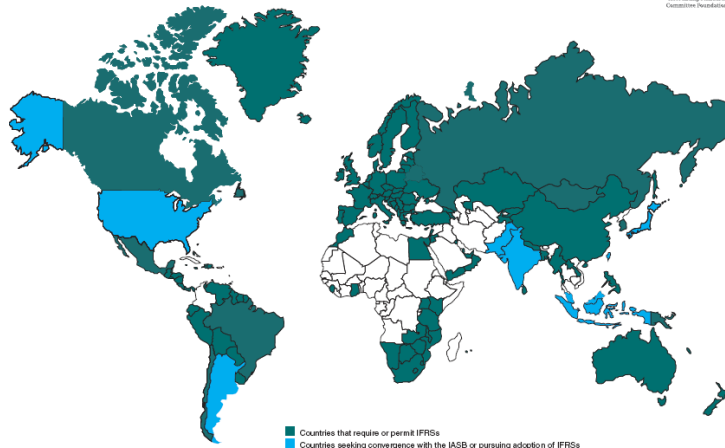 Committee Foundation
Countries that require or permit IFRSs
Countries seeking convergence with the IASB or pursuing adoption of IFRSs